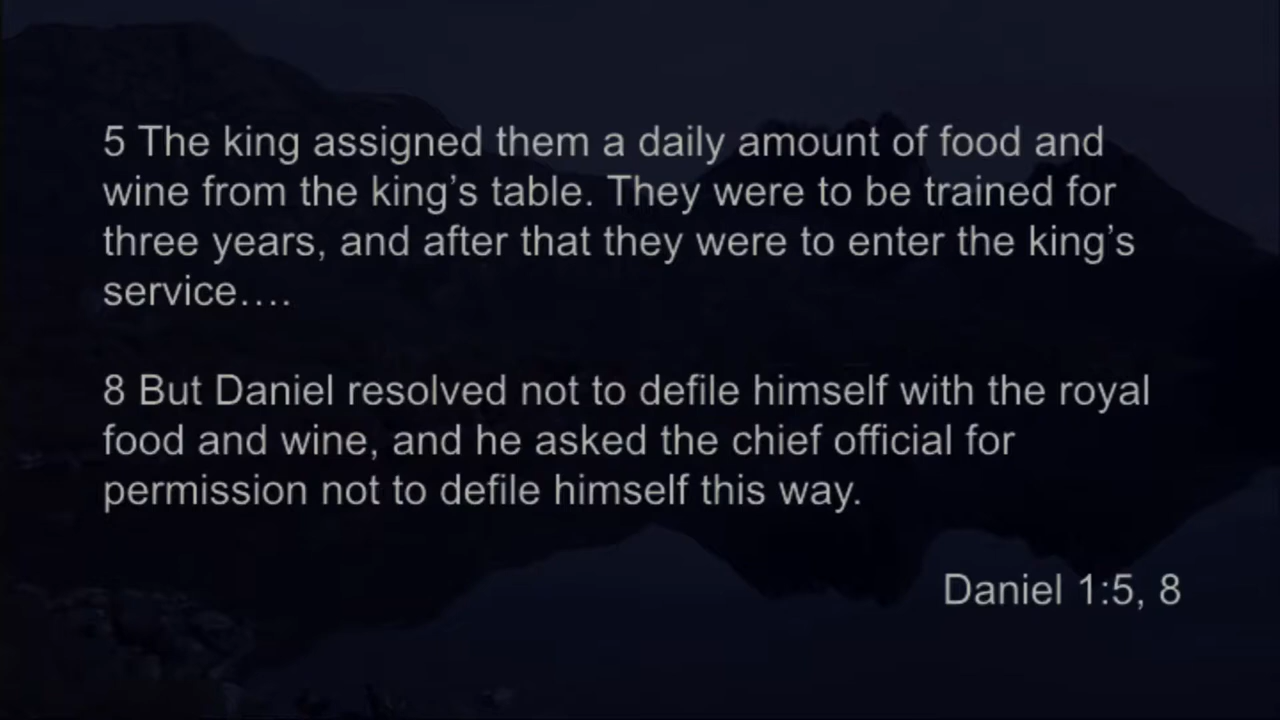 5 The king assigned them a daily amount of food and
wine from the king’s table. They were to be trained for
three years, and after that they were to enter the king’s
service….
8 But Daniel resolved not to defile himself with the royal
food and wine, and he asked the chief official for
permission not to defile himself this way.
Daniel 1:5, 8